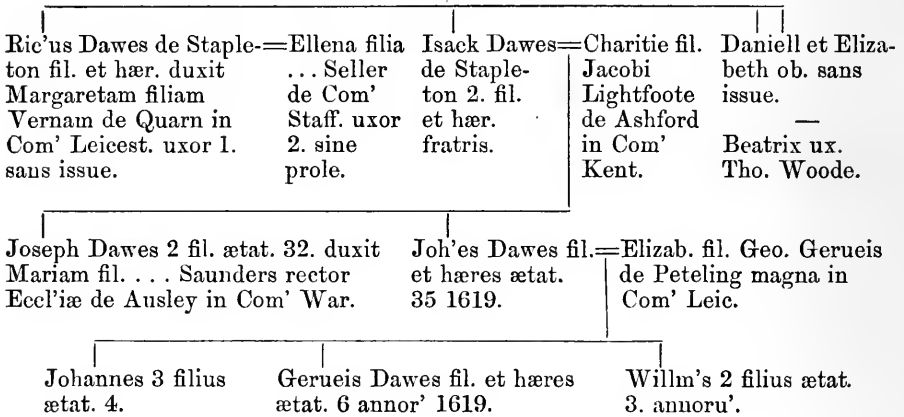 Ric'us Dawes de Staple-=Ellena filia
ton fil. et hær. duxit
Margaretam filiam
Vernam de Quarn in
Com' Leicest. uxor 1.
sans issue.
... Seller
de Com'
Staff. uxor
2. sine
prole.
Isack Dawes=Charitie fil.
de Staple-
ton 2. fil.
et hær.
fratris.
Jacobi
Lightfoote
de Ashford
in Com'
Kent.
Daniell et Eliza-
beth ob. sans
issue.
—
Beatrix ux.
Tho. Woode.
Joseph Dawes 2 fil. ætat. 32. duxit
Mariam fil. . . . Saunders rector
Eccl'iæ de Ausley in Com' War.
Joh'es Dawes fil.=Elizab. fil. Geo. Gerueis
et hæres ætat.
35 1619.
de Peteling magna in
Com' Leic.
Johannes 3 filius
ætat. 4.
Gerueis Dawes fil. et hæres
ætat. 6 annor' 1619.
Willm's 2 filius ætat.
3. annoru'.